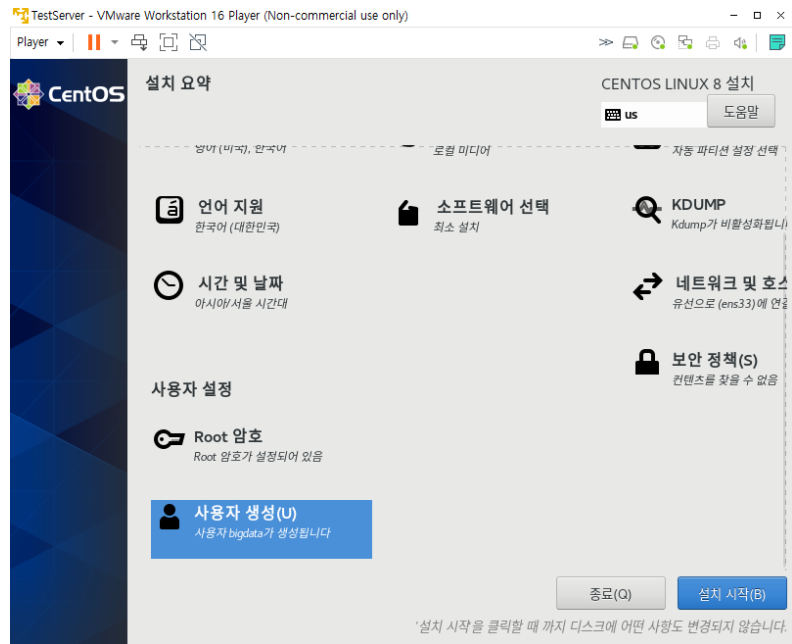 TestServer - VMware Workstation 16 Player (Non-commercial use only)
Player
CentOS
설치 요약
CENTOS LINUX 8 설치
us
도움말
영어 (미국), 한국어
로컬 미디어
자동 파티션 설정 선택
언어 지원
한국어 (대한민국)
소프트웨어 선택
최소 설치
KDUMP
Kdump가 비활성화됩니
시간 및 날짜
아시아/서울 시간대
네트워크 및 호스
유선으로 (ens33)에 연결
보안 정책(S)
컨텐츠를 찾을 수 없음
사용자 설정
Root 암호
Root 암호가 설정되어 있음
사용자 생성(U)
사용자 bigdata가 생성됩니다
종료(Q)
설치 시작(B)
'설치 시작'을 클릭할 때 까지 디스크에 어떤 사항도 변경되지 않습니다.